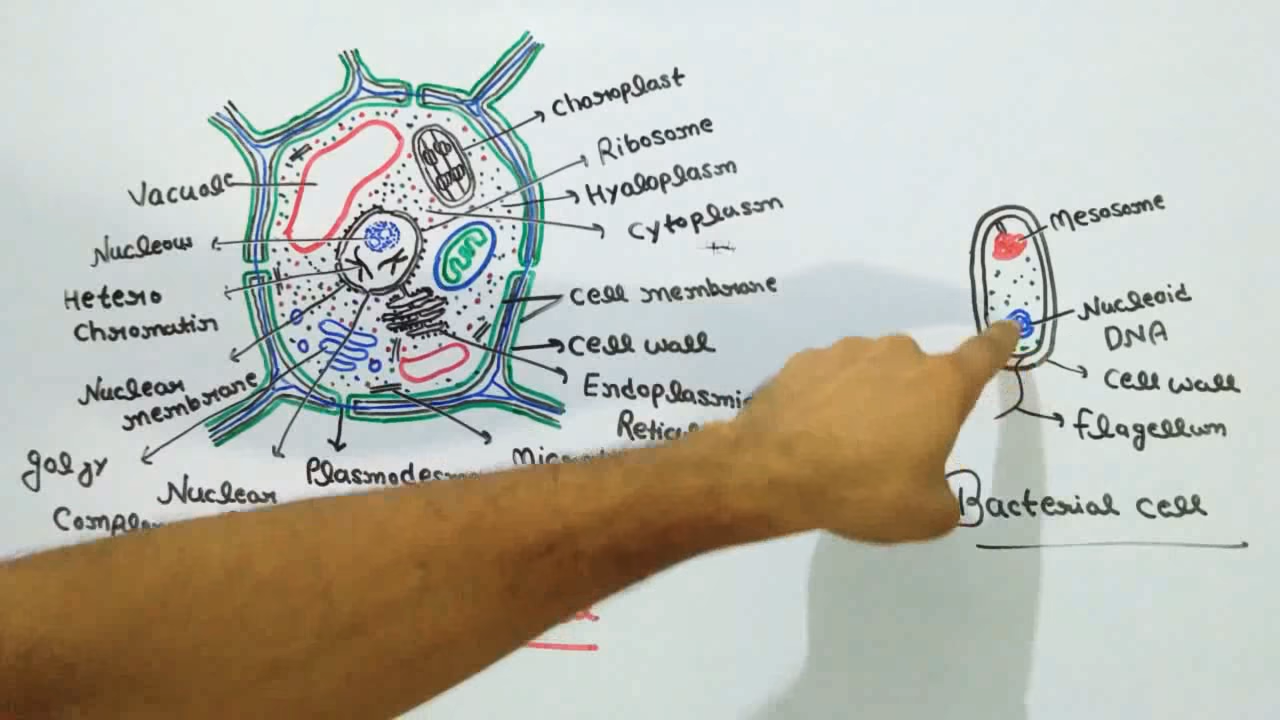 Choroplast
Ribosome
Hyaloplasm
Cytoplasm
Vacuole
Nucleous
Hetero
Chromatin
Nuclear
membrane
Golgy
Nuclear
Plasmodesm
Cell membrane
Cell wall
Endoplasmic
Mesosome
Nucleoid
DNA
Cell wall
flagellum
Bacterial cell